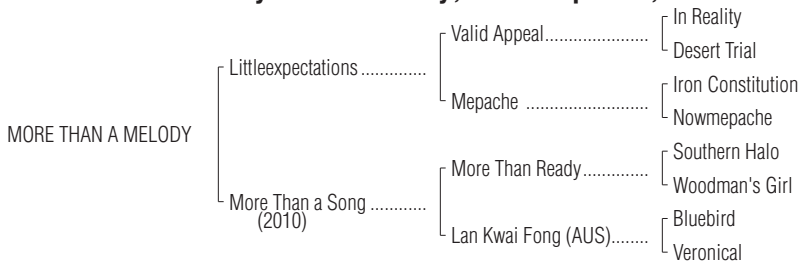 In Reality
Valid Appeal........................
Desert Trial
Littleexpectations ..............
Iron Constitution
Mepache ............................
Nowmepache
MORE THAN A MELODY
Southern Halo
More Than Ready...............
Woodman's Girl
More Than a Song ............
(2010)
Bluebird
Lan Kwai Fong (AUS)........
Veronical